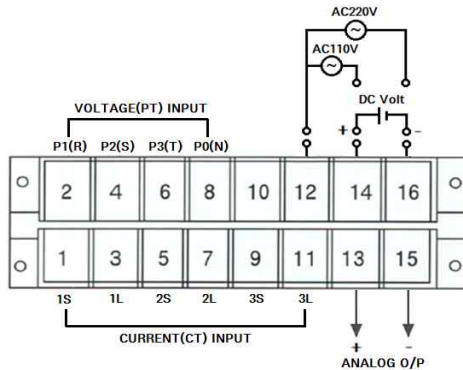 AC220V
AC110V
VOLTAGE(PT) INPUT
DC Volt
P1(R) P2(S) P3(T) P0(N)
+ -
2 4 6 8 10 12 14 16
1 3 5 7 9 11 13 15
1S 1L 2S 2L 3S 3L
CURRENT(CT) INPUT
+ -
ANALOG O/P